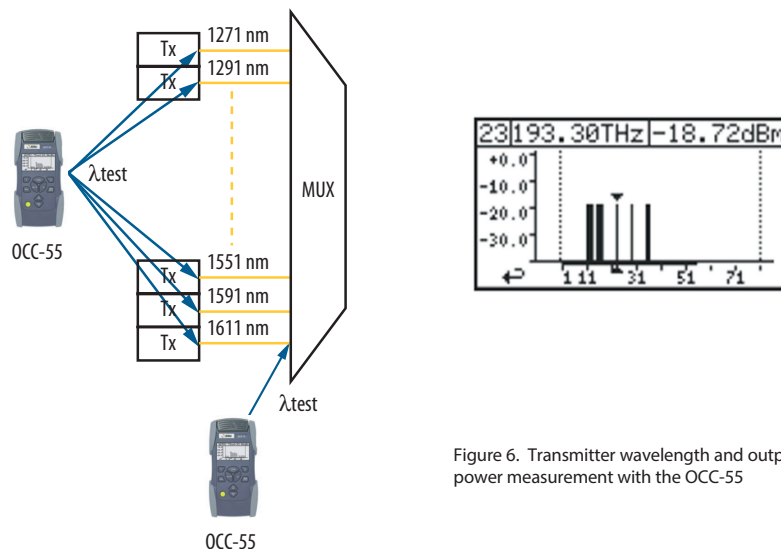 Tx
1271 nm
Tx
1291 nm
λtest
OCC-55
MUX
Tx
1551 nm
Tx
1591 nm
Tx
1611 nm
λtest
OCC-55
23 193.30THz -18.72dBm
+0.0
-10.0
-20.0
-30.0
1 11 31 51 71
Figure 6. Transmitter wavelength and outp
power measurement with the OCC-55